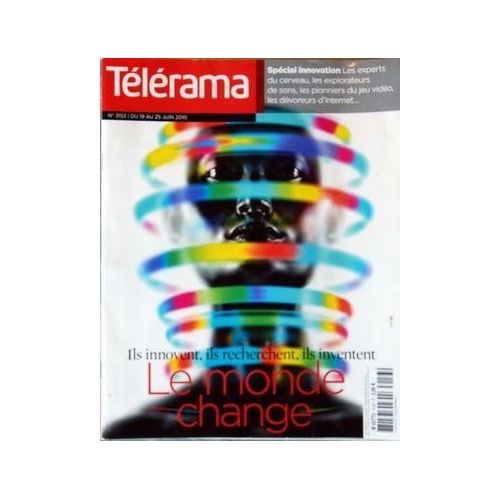 Télérama
Spécial innovation Les experts
du cerveau, les explorateurs
de sons, les pionniers du jeu vidéo,
les dévoreurs d'Internet...
N° 3153 | DU 19 AU 25 JUIN 2010
Ils innovent, ils recherchent, ils inventent
Le monde
change